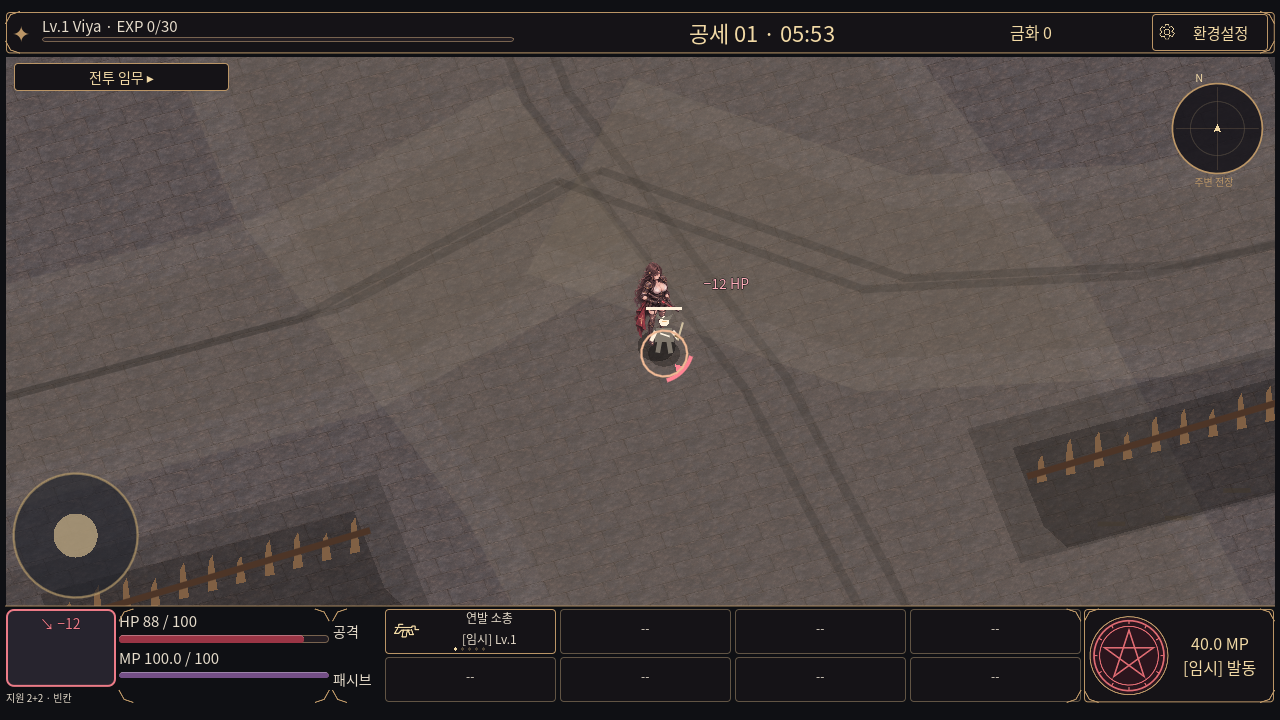 Lv.1 Viya · EXP 0/30
공세 01 · 05:53
금화 0
환경설정
전투 임무 ▸
N
주변 전장
−12 HP
↘ −12
HP 88 / 100
MP 100.0 / 100
지원 2+2 · 빈칸
공격
패시브
연발 소총
[임시] Lv.1
--
--
--
--
--
--
--
40.0 MP
[임시] 발동